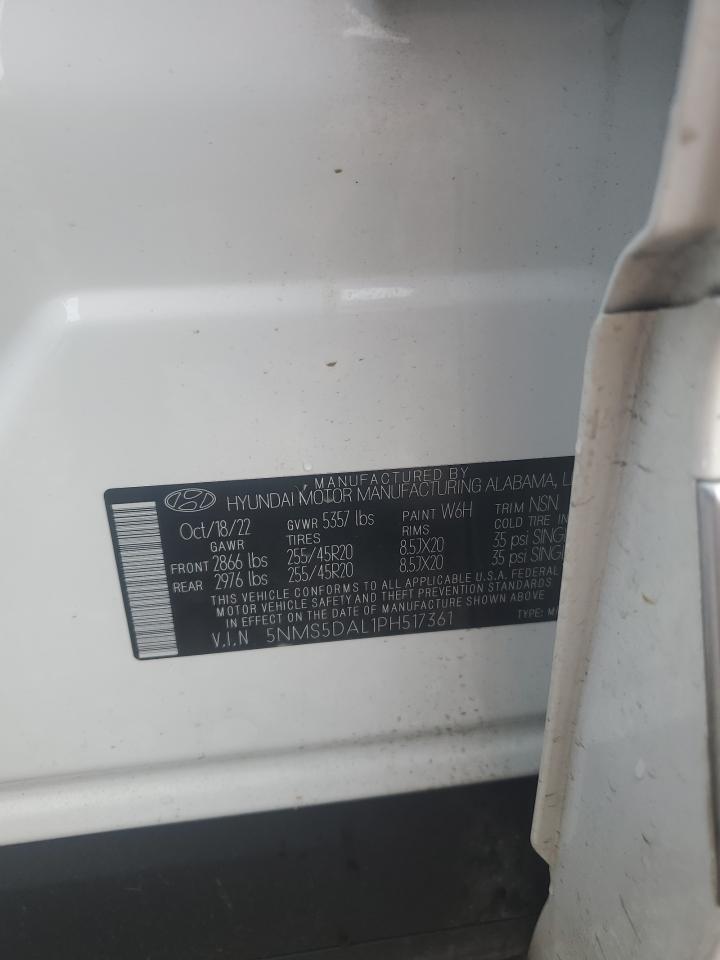 MANUFACTURED BY
HYUNDAI MOTOR MANUFACTURING ALABAMA,
Oct/18/22 GVWR 5357 lbs PAINT W6H TRIM NSN
GAWR TIRES RIMS COLD TIRE
FRONT 2866 lbs 255/45R20 8.5JX20 35 psi
REAR 2976 lbs 255/45R20 8.5JX20 35 psi
THIS VEHICLE CONFORMS TO ALL APPLICABLE U.S.A. FEDERAL
MOTOR VEHICLE SAFETY AND THEFT PREVENTION STANDARDS
IN EFFECT ON THE DATE OF MANUFACTURE SHOWN ABOVE
V.I.N 5NMS5DAL1PH517361 TYPE: